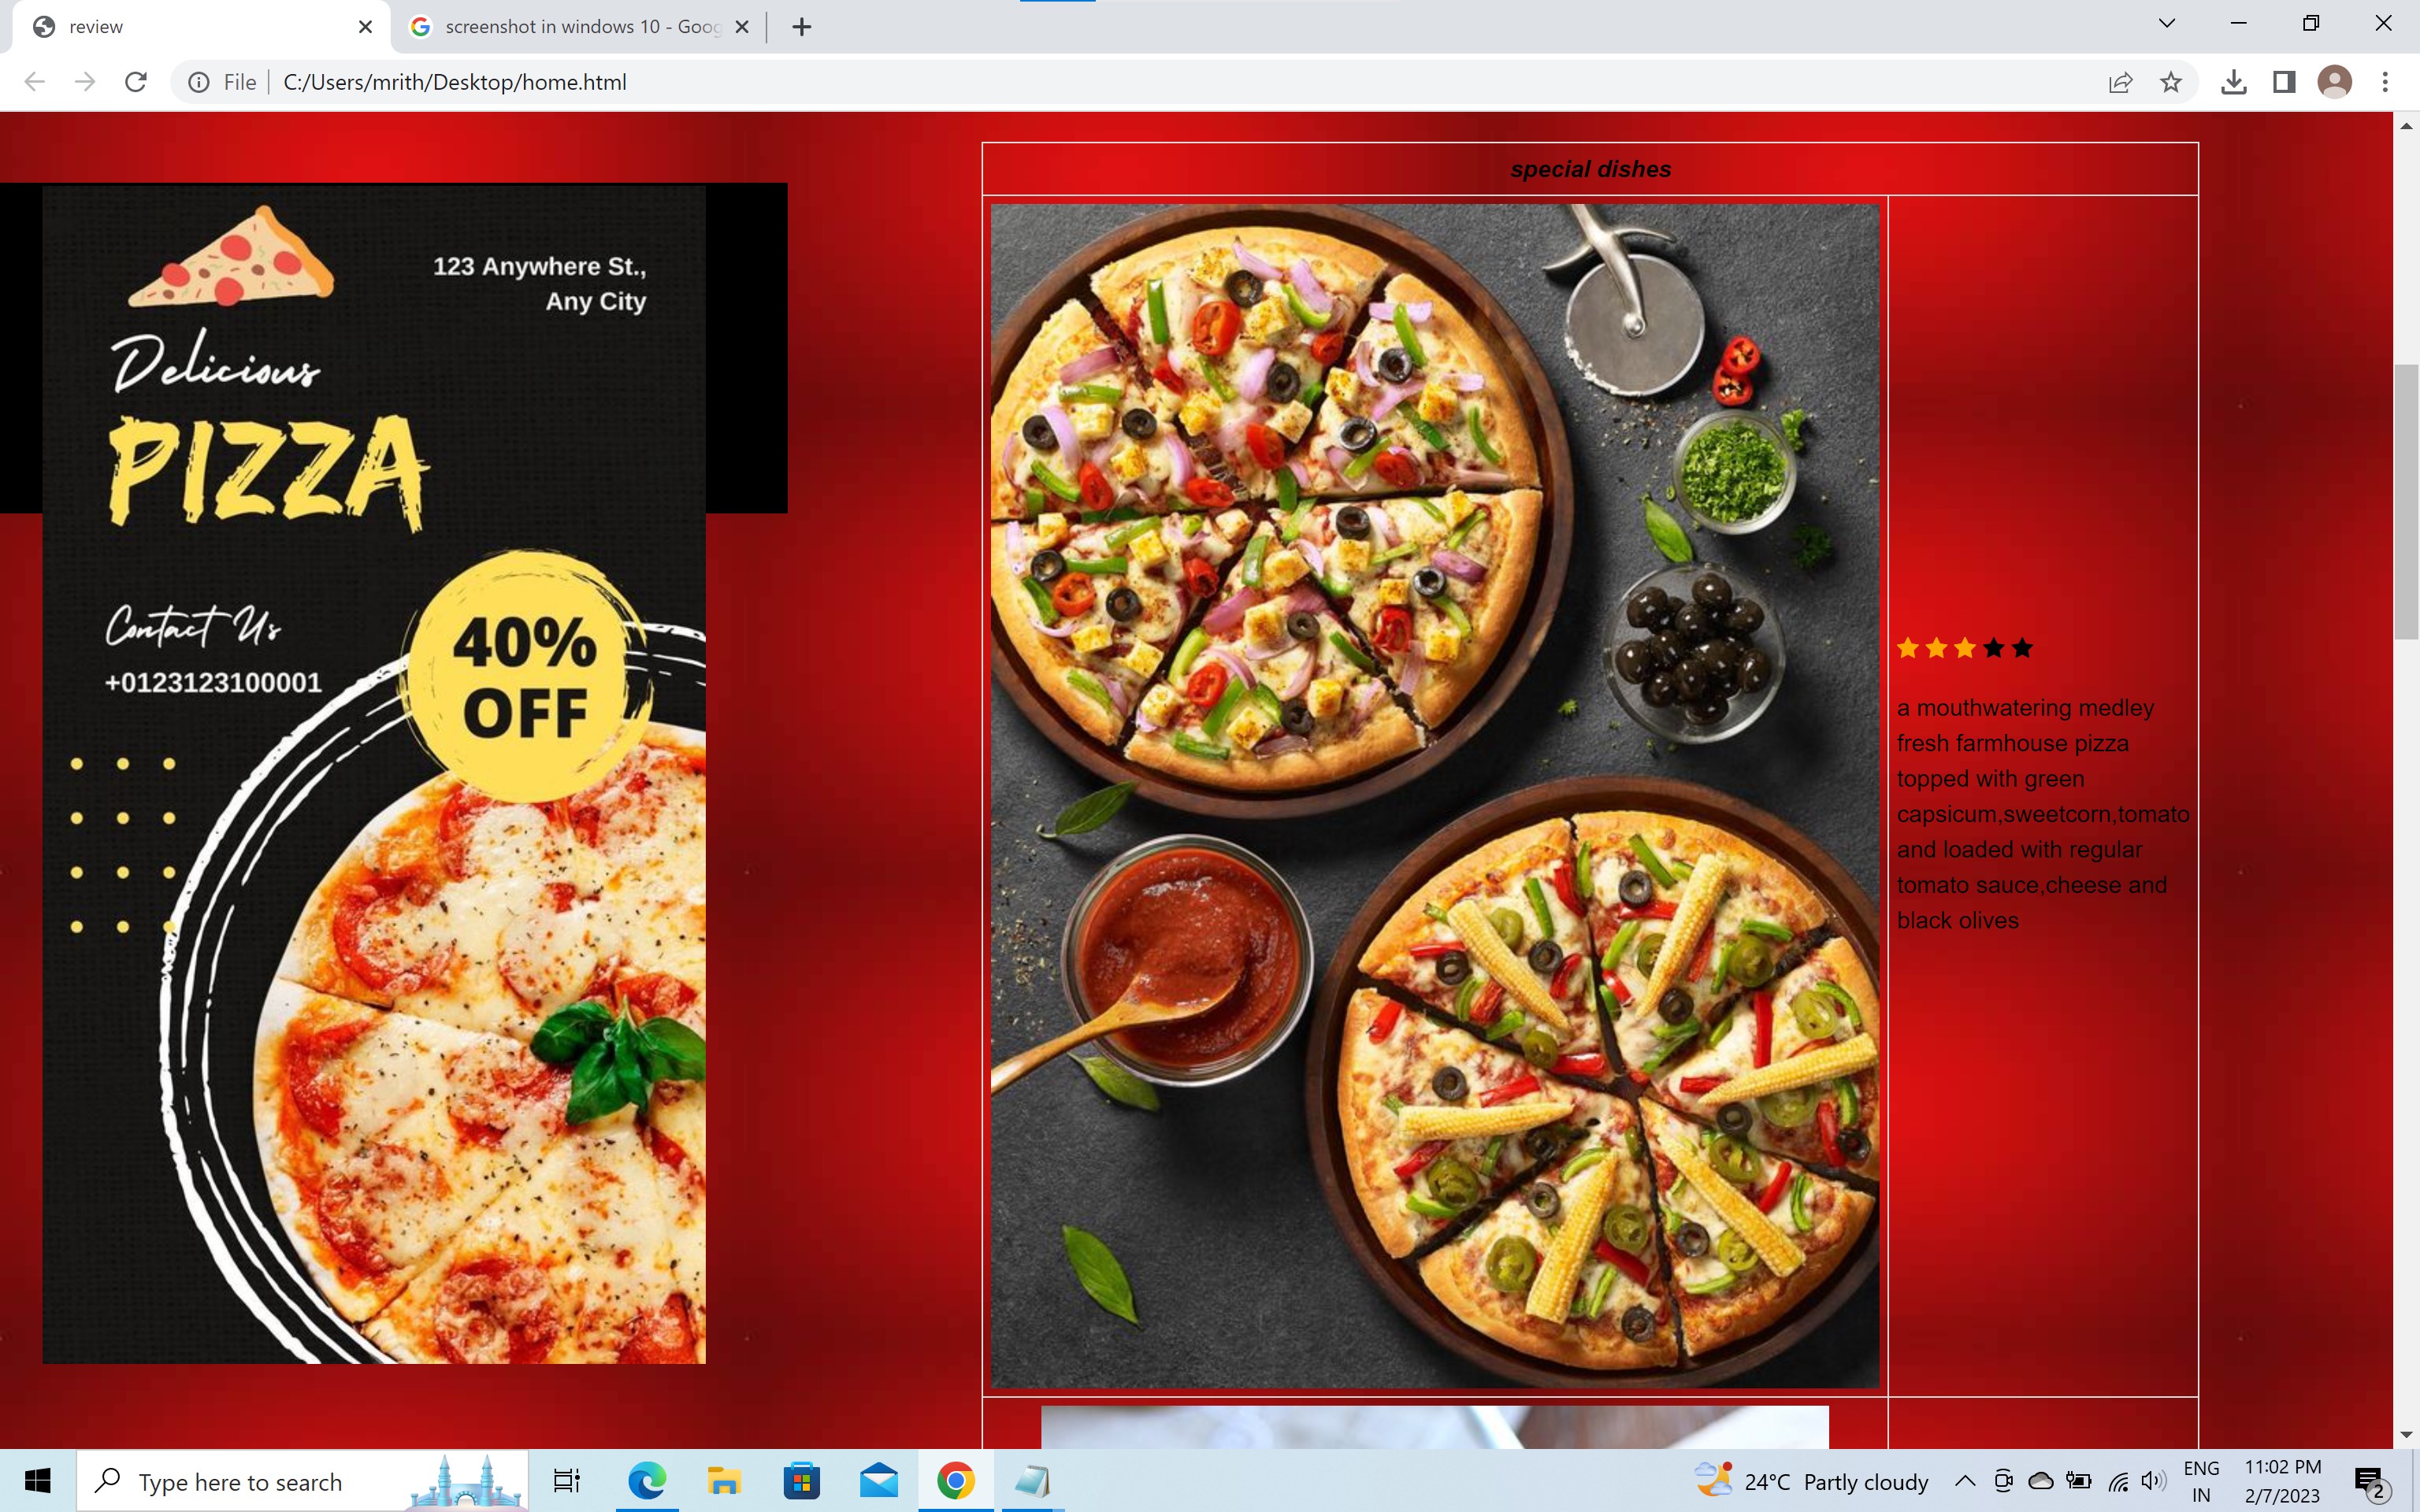 review
screenshot in windows 10 - Goog
File
C:/Users/mrith/Desktop/home.html
special dishes
123 Anywhere St.,
Any City
Delicious
PIZZA
Contact Us
+0123123100001
40%
OFF
a mouthwatering medley
fresh farmhouse pizza
topped with green
capsicum,sweetcorn,tomato
and loaded with regular
tomato sauce,cheese and
black olives
Type here to search
24°C Partly cloudy
ENG
IN
11:02 PM
2/7/2023
2